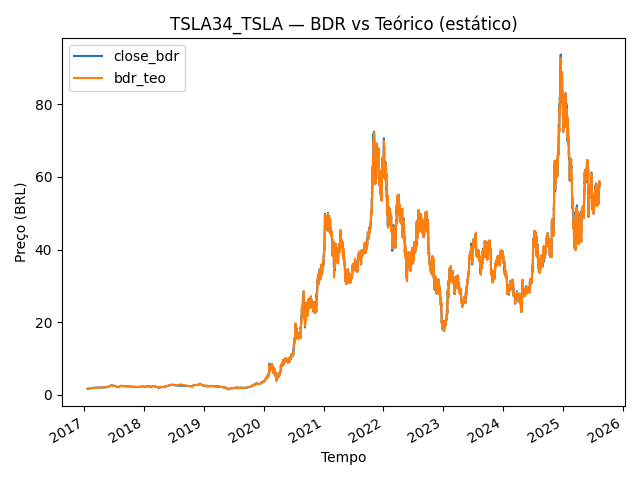 TSLA34_TSLA — BDR vs Teórico (estático)
close_bdr
bdr_teo
Preço (BRL)
80
60
40
20
0
2017 2018 2019 2020 2021 2022 2023 2024 2025 2026
Tempo